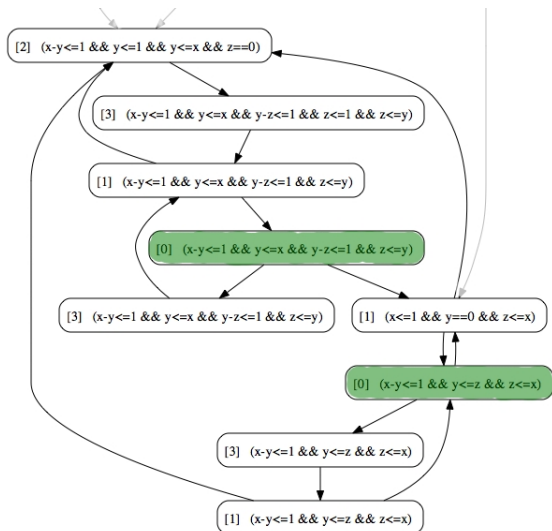 [2] (x-y<=1 && y<=1 && y<=x && z==0)
[3] (x-y<=1 && y<=x && y-z<=1 && z<=1 && z<=y)
[1] (x-y<=1 && y<=x && y-z<=1 && z<=y)
[0] (x-y<=1 && y<=x && y-z<=1 && z<=y)
[3] (x-y<=1 && y<=x && y-z<=1 && z<=y)
[1] (x<=1 && y==0 && z<=x)
[0] (x-y<=1 && y<=z && z<=x)
[3] (x-y<=1 && y<=z && z<=x)
[1] (x-y<=1 && y<=z && z<=x)